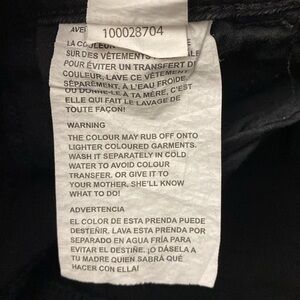 100028704
LA COULEUR
SUR DES VÊTEMENTS
POUR ÉVITER UN TRANSFERT DE
COULEUR, LAVE CE VÊTEMENT
SÉPARÉMENT, À L'EAU FROIDE,
OU DONNE-LE À TA MÈRE, C'EST
ELLE QUI FAIT LE LAVAGE DE
TOUTE FAÇON!
WARNING
THE COLOUR MAY RUB OFF ONTO
LIGHTER COLOURED GARMENTS.
WASH IT SEPARATELY IN COLD
WATER TO AVOID COLOUR
TRANSFER. OR GIVE IT TO
YOUR MOTHER. SHE'LL KNOW
WHAT TO DO!
ADVERTENCIA
EL COLOR DE ESTA PRENDA PUEDE
DESTEÑIR. LAVA ESTA PRENDA POR
SEPARADO EN AGUA FRÍA PARA
EVITAR EL DESTIÑE. ¡O DÁSELA A
TU MADRE QUIEN SABRÁ QUÉ
HACER CON ELLA!